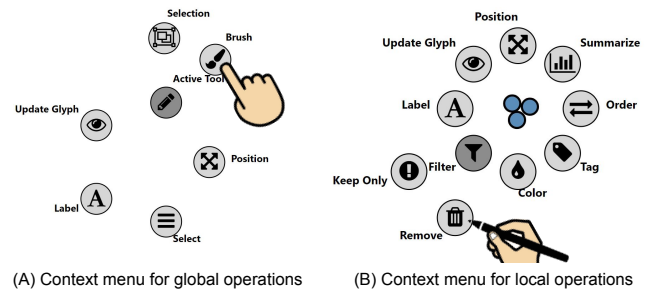 Selection
Brush
Active Tool
Update Glyph
Position
Label
A
Select
(A) Context menu for global operations
Position
Update Glyph
Summarize
Label
A
Order
Filter
Tag
Keep Only
Color
Remove
(B) Context menu for local operations